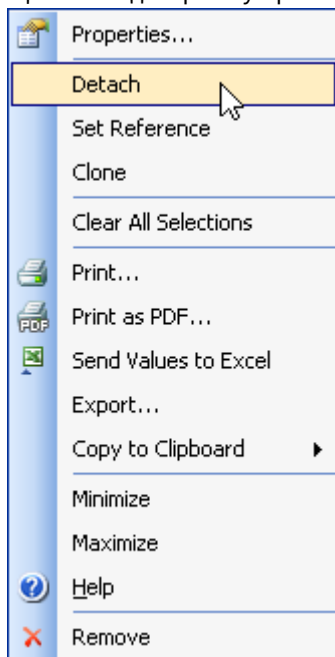 Properties...
Detach
Set Reference
Clone
Clear All Selections
Print...
PDF
Print as PDF...
Send Values to Excel
Export...
Copy to Clipboard
Minimize
Maximize
Help
Remove